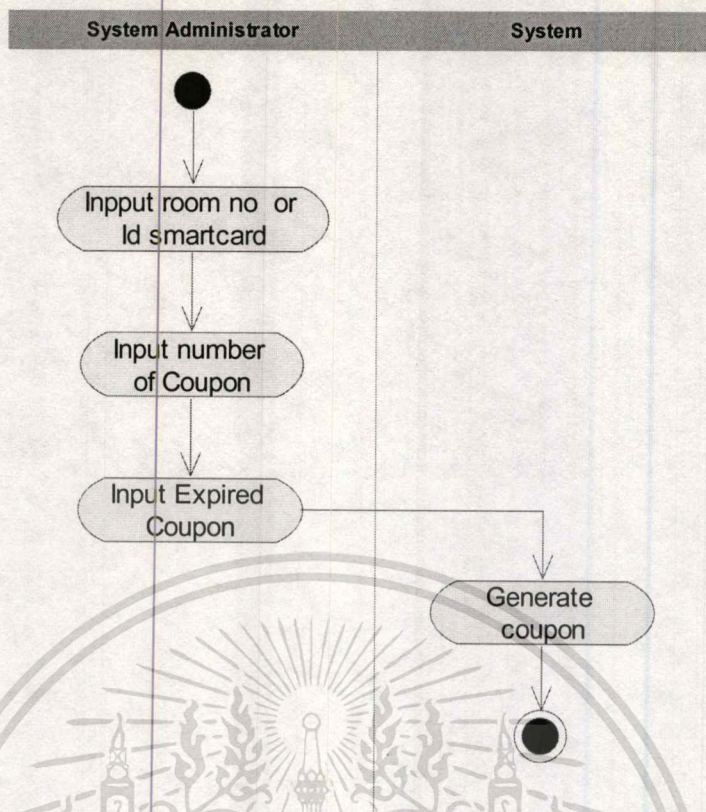 System Administrator
System
Inpput room no or
Id smartcard
Input number
of Coupon
Input Expired
Coupon
Generate
coupon